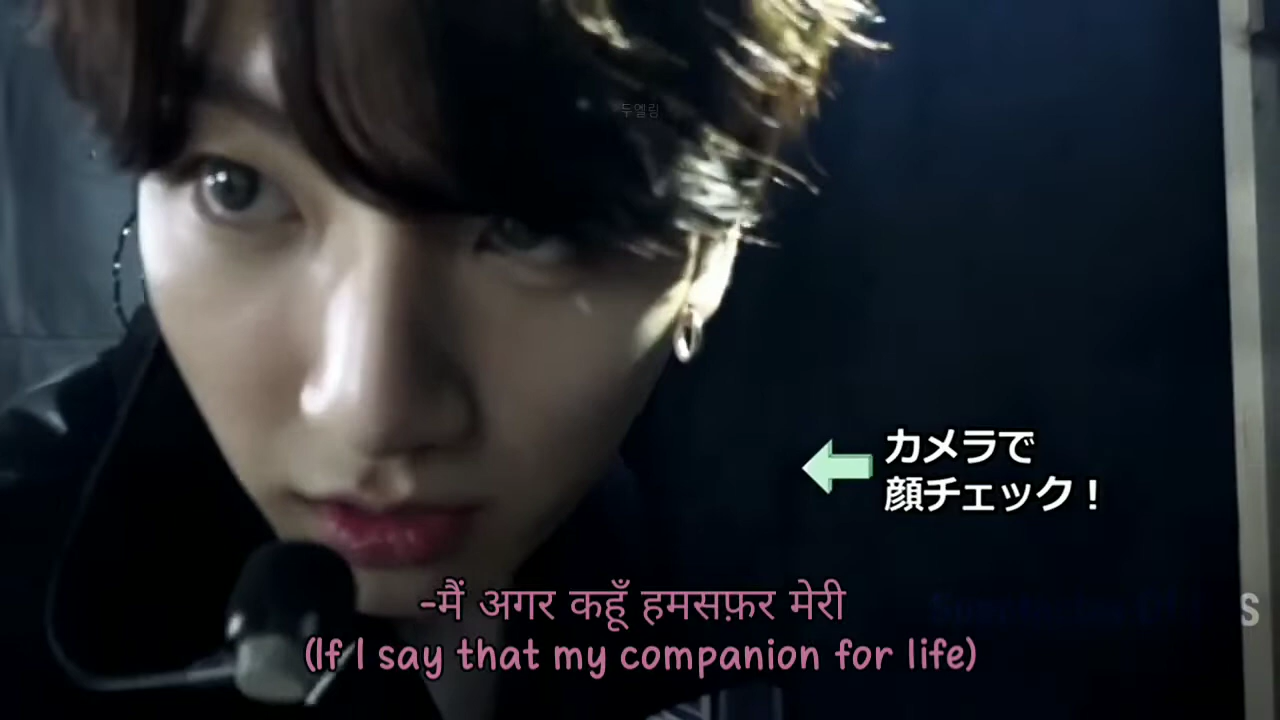 두엘림
カメラで
顔チェック！
-मैं अगर कहूँ हमसफ़र मेरी
(If I say that my companion for life)
S